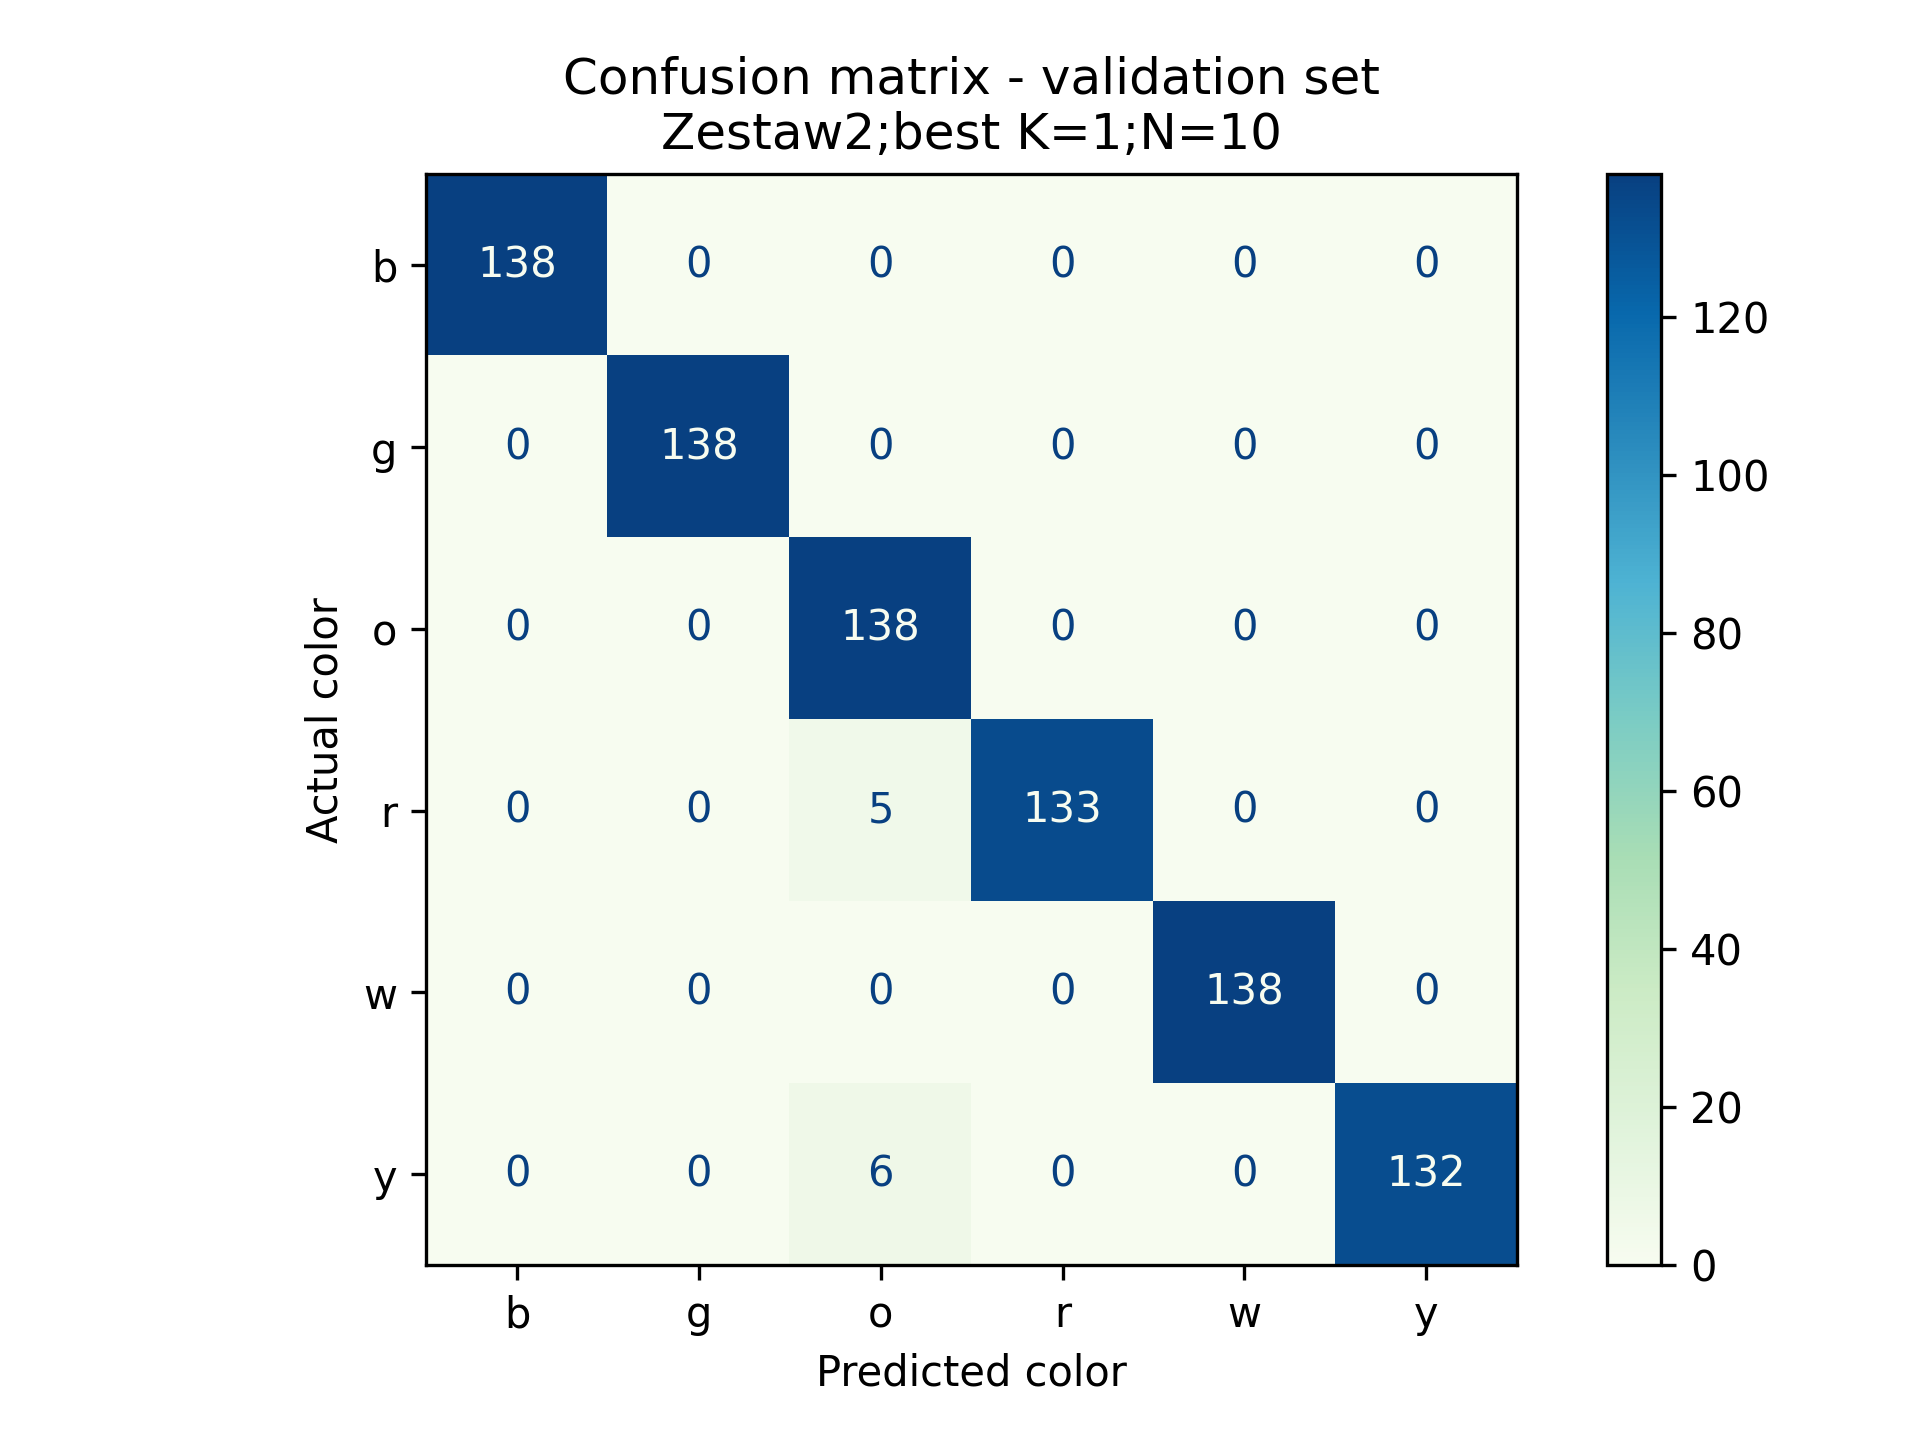 Confusion matrix - validation set
Zestaw2;best K=1;N=10
Actual color
b 138 0 0 0 0 0
g 0 138 0 0 0 0
o 0 0 138 0 0 0
r 0 0 5 133 0 0
w 0 0 0 0 138 0
y 0 0 6 0 0 132
b g o r w y
Predicted color
120
100
80
60
40
20
0